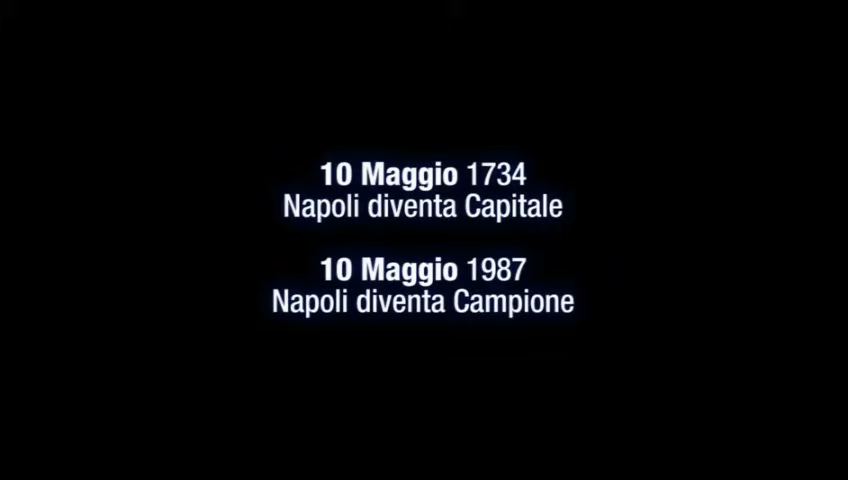 10 Maggio 1734
Napoli diventa Capitale
10 Maggio 1987
Napoli diventa Campione